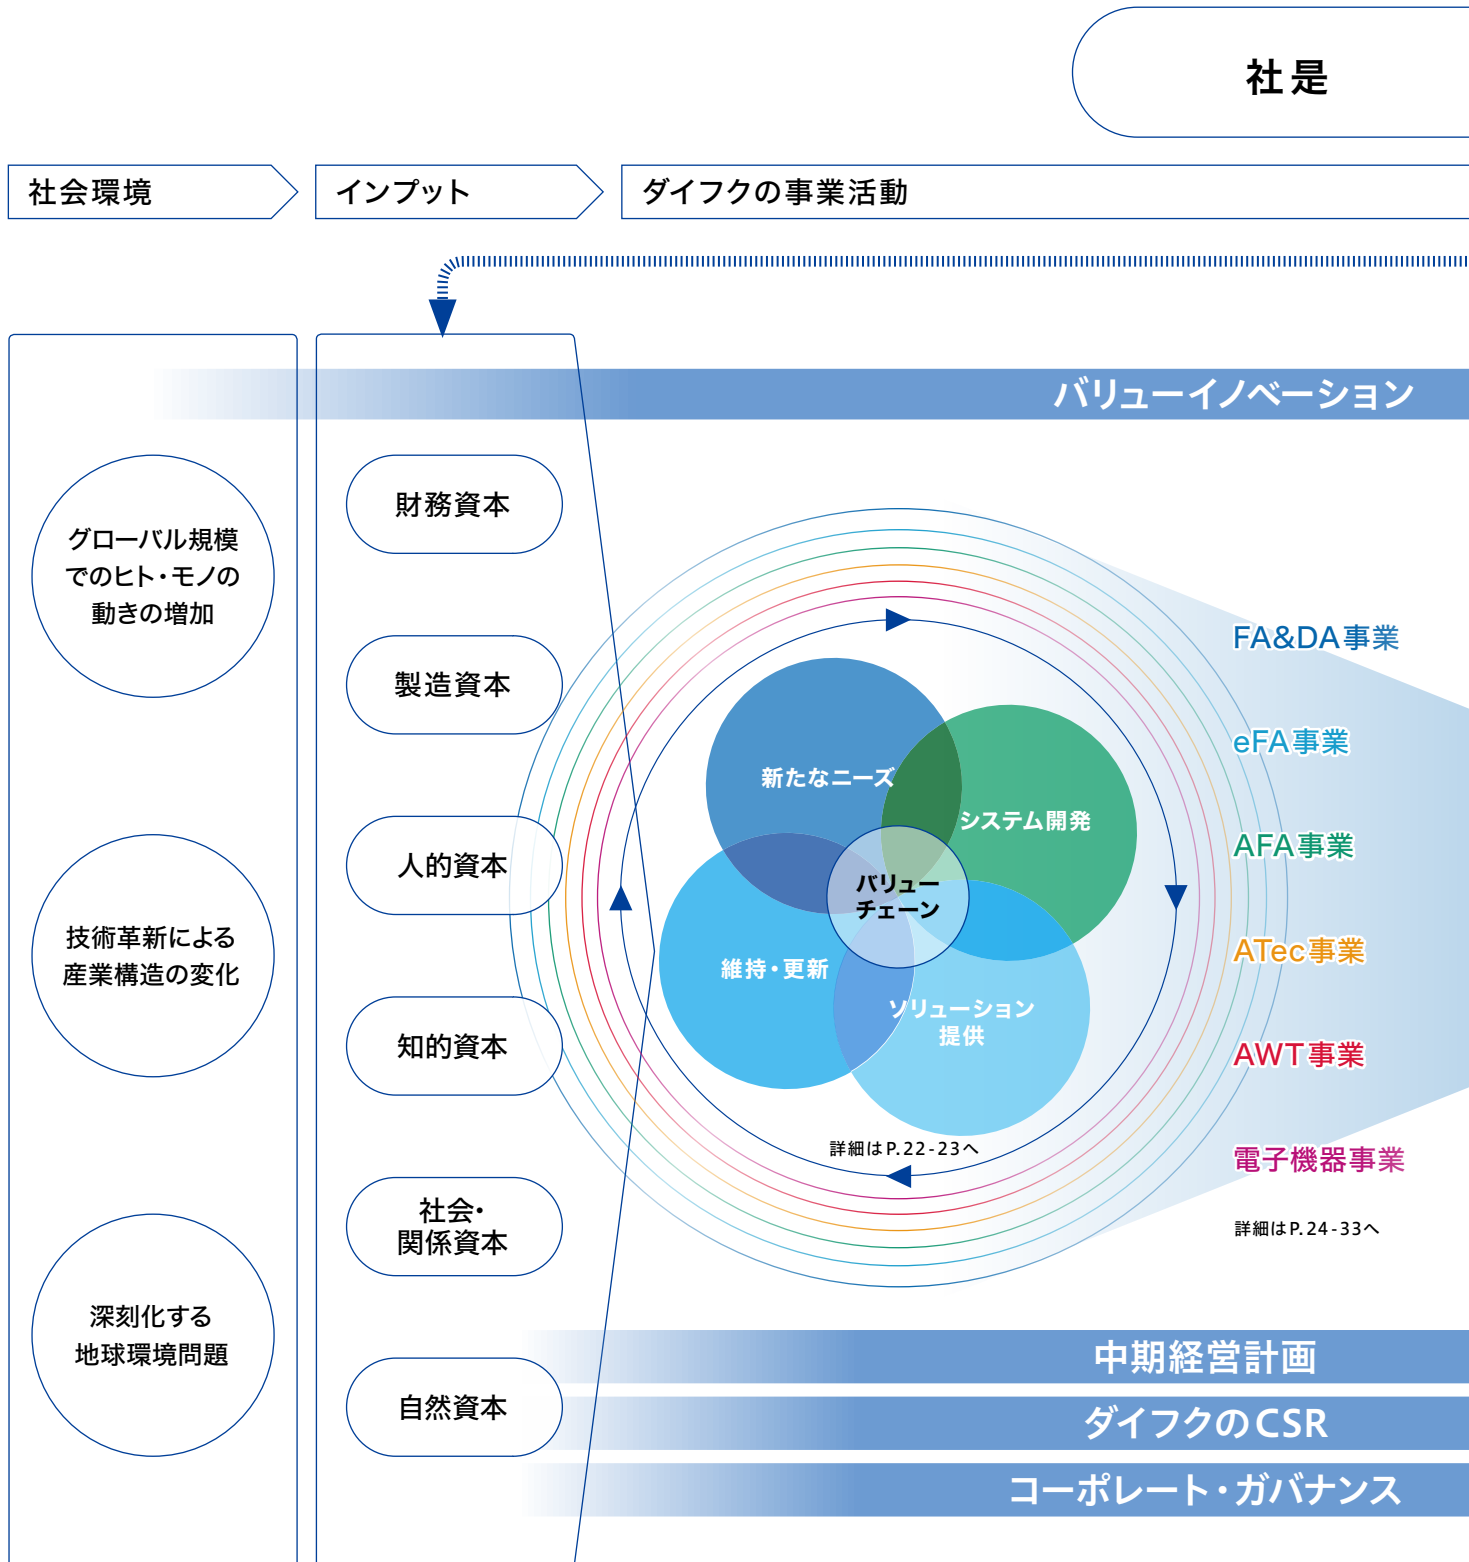 社是
社会環境
インプット
ダイフクの事業活動
バリューイノベーション
グローバル規模
でのヒト・モノの
動きの増加
技術革新による
産業構造の変化
深刻化する
地球環境問題
財務資本
製造資本
人的資本
知的資本
社会・
関係資本
自然資本
新たなニーズ
システム開発
バリュー
チェーン
維持・更新
ソリューション
提供
詳細はP.22-23へ
FA&DA事業
eFA事業
AFA事業
ATec事業
AWT事業
電子機器事業
詳細はP.24-33へ
中期経営計画
ダイフクのCSR
コーポレート・ガバナンス